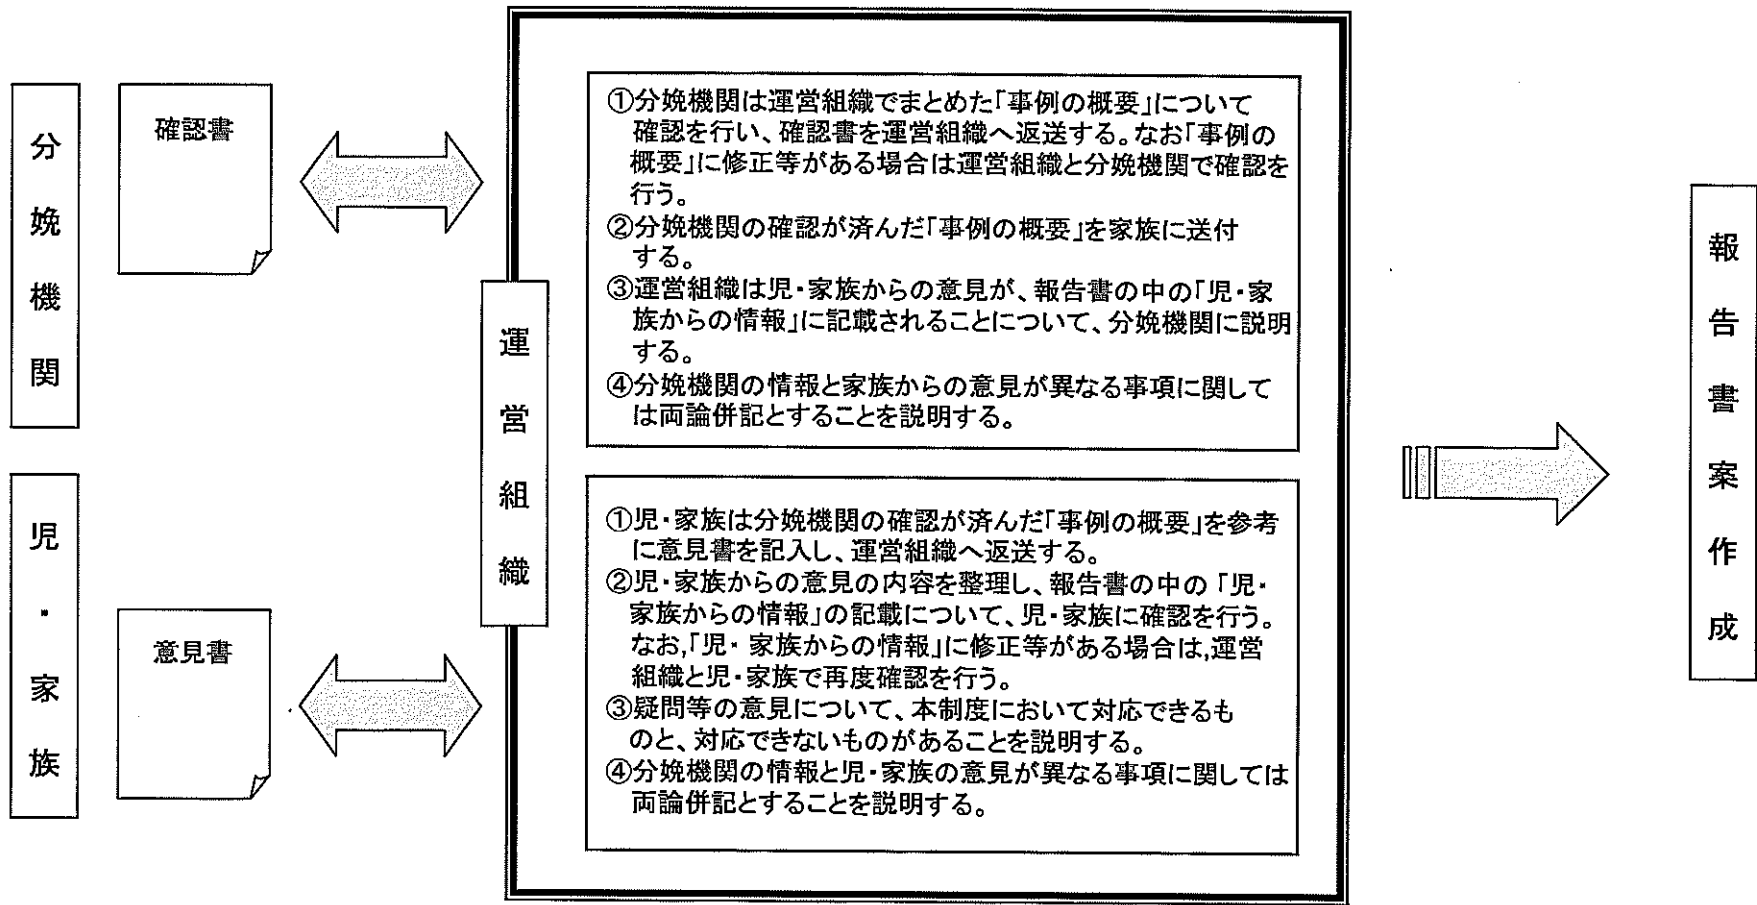 分娩機関
確認書
①分娩機関は運営組織でまとめた「事例の概要」について
確認を行い、確認書を運営組織へ返送する。なお「事例の
概要」に修正等がある場合は運営組織と分娩機関で確認を
行う。
②分娩機関の確認が済んだ「事例の概要」を家族に送付
する。
③運営組織は児・家族からの意見が、報告書の中の「児・家
族からの情報」に記載されることについて、分娩機関に説明
する。
④分娩機関の情報と家族からの意見が異なる事項に関して
は両論併記とすることを説明する。
運営組織
児・家族
意見書
①児・家族は分娩機関の確認が済んだ「事例の概要」を参考
に意見書を記入し、運営組織へ返送する。
②児・家族からの意見の内容を整理し、報告書の中の「児・
家族からの情報」の記載について、児・家族に確認を行う。
なお,「児・家族からの情報」に修正等がある場合は,運営
組織と児・家族で再度確認を行う。
③疑問等の意見について、本制度において対応できるも
のと、対応できないものがあることを説明する。
④分娩機関の情報と児・家族の意見が異なる事項に関しては
両論併記とすることを説明する。
報告書案作成